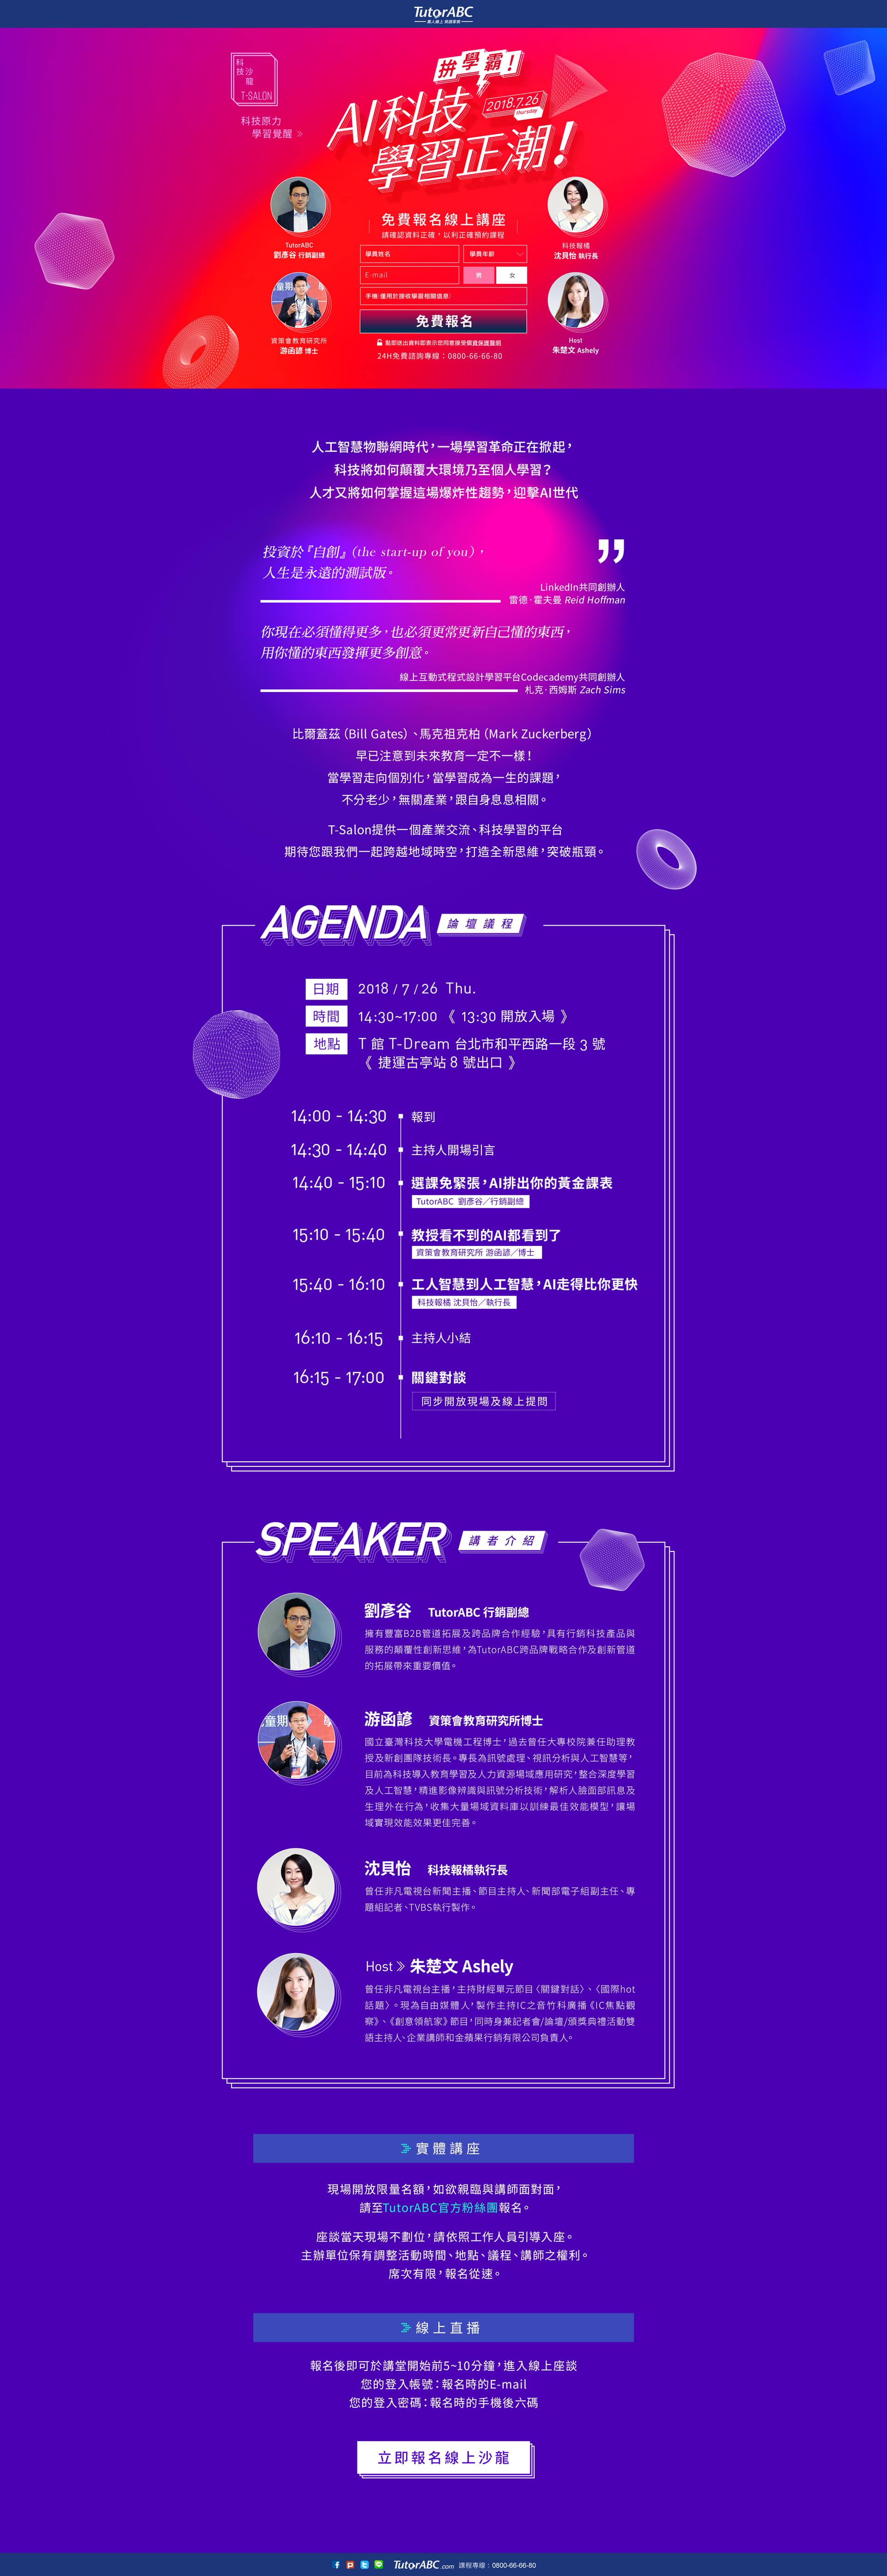 TutorABC
真人線上 英語家教
科技沙龍
T-SALON
科技原力
學習覺醒
拚學霸!
AI科技
2018.7.26
Thursday
學習正潮!
免費報名線上講座
請確認資料正確，以利正確預約課程
學員姓名
學員年齡
E-mail
男
女
手機(僅用於接收學習相關信息)
免費報名
點即送出資料即表示您同意接受個資保護聲明
24H免費諮詢專線：0800-66-66-80
TutorABC
劉彥谷 行銷副總
資策會教育研究所
游函諺 博士
科技報橘
沈貝怡 執行長
Host
朱楚文 Ashely
人工智慧物聯網時代，一場學習革命正在掀起，
科技將如何顛覆大環境乃至個人學習？
人才又將如何掌握這場爆炸性趨勢，迎擊AI世代
投資於『自創』（the start-up of you），
人生是永遠的測試版。
LinkedIn共同創辦人
雷德·霍夫曼 Reid Hoffman
你現在必須懂得更多，也必須更常更新自己懂的東西，
用你懂的東西發揮更多創意。
線上互動式程式設計學習平台Codecademy共同創辦人
札克·西姆斯 Zach Sims
比爾蓋茲（Bill Gates）、馬克祖克柏（Mark Zuckerberg）
早已注意到未來教育一定不一樣！
當學習走向個別化，當學習成為一生的課題，
不分老少，無關產業，跟自身息息相關。
T-Salon提供一個產業交流、科技學習的平台
期待您跟我們一起跨越地域時空，打造全新思維，突破瓶頸。
AGENDA 論壇議程
日期 2018 / 7 / 26 Thu.
時間 14:30~17:00 《 13:30 開放入場 》
地點 T 館 T-Dream 台北市和平西路一段 3 號
《 捷運古亭站 8 號出口 》
14:00 - 14:30 報到
14:30 - 14:40 主持人開場引言
14:40 - 15:10 選課免緊張，AI排出你的黃金課表
TutorABC 劉彥谷／行銷副總
15:10 - 15:40 教授看不到的AI都看到了
資策會教育研究所 游函諺／博士
15:40 - 16:10 工人智慧到人工智慧，AI走得比你更快
科技報橘 沈貝怡／執行長
16:10 - 16:15 主持人小結
16:15 - 17:00 關鍵對談
同步開放現場及線上提問
SPEAKER 講者介紹
劉彥谷 TutorABC 行銷副總
擁有豐富B2B管道拓展及跨品牌合作經驗，具有行銷科技產品與
服務的顛覆性創新思維，為TutorABC跨品牌戰略合作及創新管道
的拓展帶來重要價值。
游函諺 資策會教育研究所博士
國立臺灣科技大學電機工程博士，過去曾任大專校院兼任助理教
授及新創團隊技術長。專長為訊號處理、視訊分析與人工智慧等，
目前為科技導入教育學習及人力資源場域應用研究，整合深度學習
及人工智慧，精進影像辨識與訊號分析技術，解析人臉面部訊息及
生理外在行為，收集大量場域資料庫以訓練最佳效能模型，讓場
域實現效能效果更佳完善。
沈貝怡 科技報橘執行長
曾任非凡電視台新聞主播、節目主持人、新聞部電子組副主任、專
題組記者、TVBS執行製作。
Host 朱楚文 Ashely
曾任非凡電視台主播，主持財經單元節目〈關鍵對話〉、〈國際hot
話題〉。現為自由媒體人，製作主持IC之音竹科廣播《IC焦點觀
察》、《創意領航家》節目，同時身兼記者會/論壇/頒獎典禮活動雙
語主持人、企業講師和金蘋果行銷有限公司負責人。
實體講座
現場開放限量名額，如欲親臨與講師面對面，
請至TutorABC官方粉絲團報名。
座談當天現場不劃位，請依照工作人員引導入座。
主辦單位保有調整活動時間、地點、議程、講師之權利。
席次有限，報名從速。
線上直播
報名後即可於講堂開始前5~10分鐘，進入線上座談
您的登入帳號：報名時的E-mail
您的登入密碼：報名時的手機後六碼
立即報名線上沙龍
TutorABC.com 課程專線：0800-66-66-80